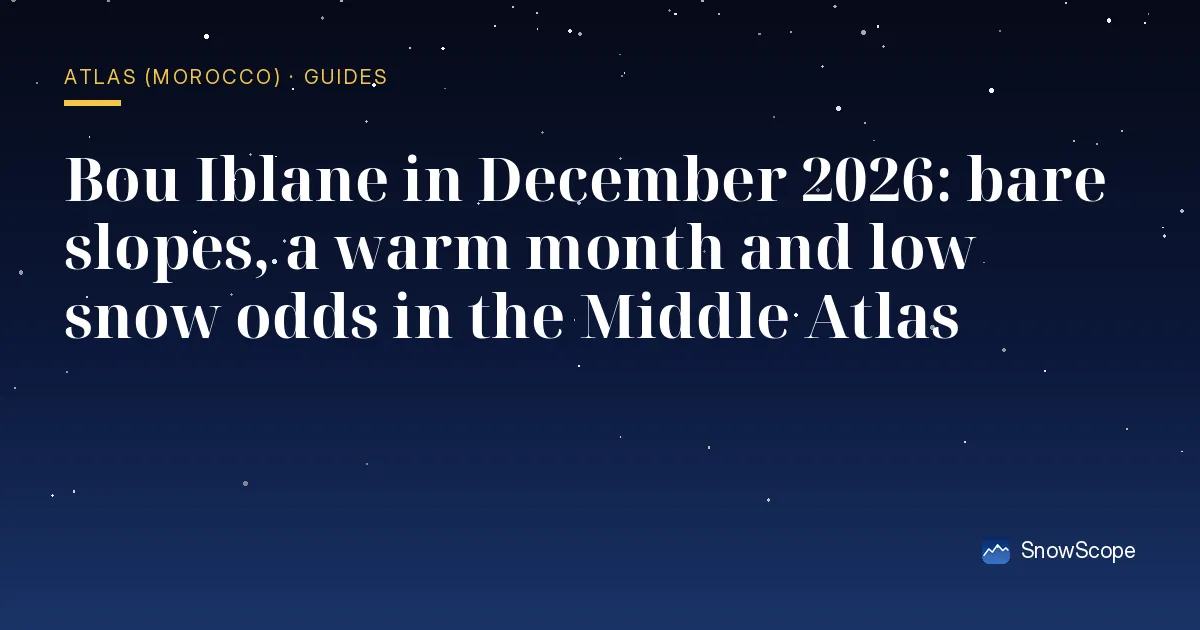 ATLAS (MOROCCO) · GUIDES
Bou Iblane in December 2026: bare
slopes, a warm month and low
snow odds in the Middle Atlas
SnowScope